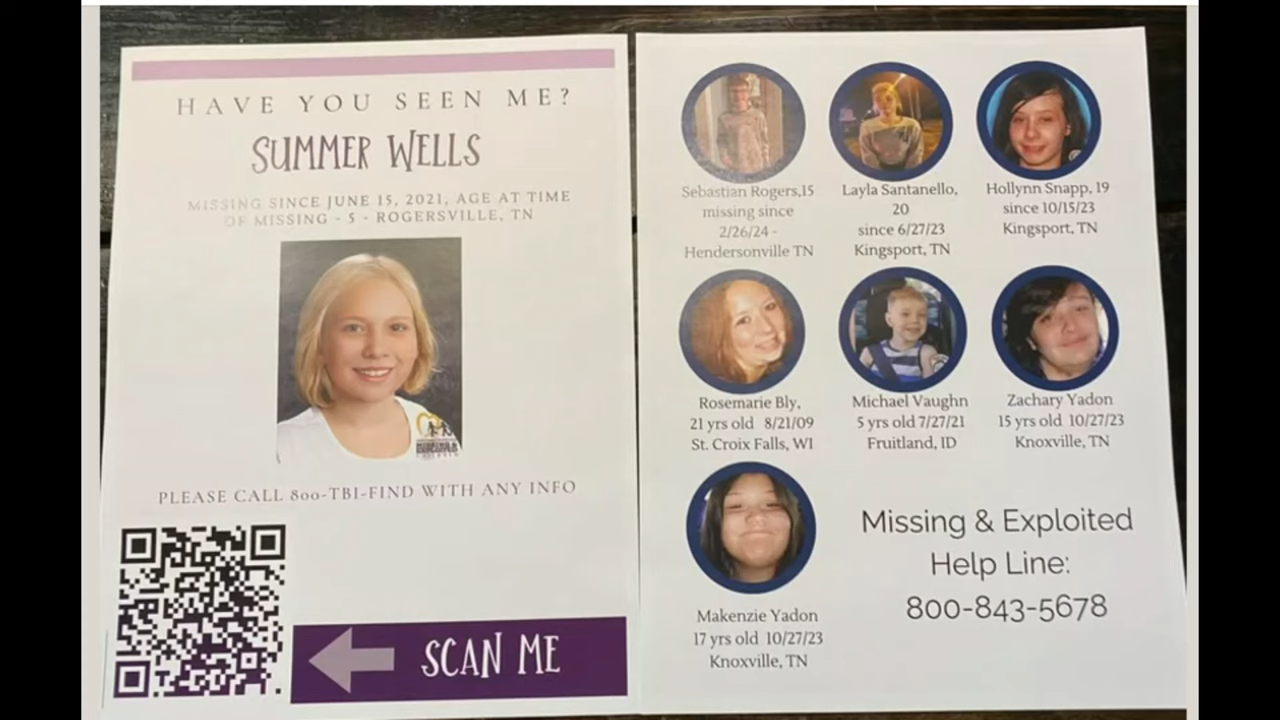 HAVE YOU SEEN ME?
SUMMER WELLS
MISSING SINCE JUNE 15, 2021, AGE AT TIME
OF MISSING - 5 - ROGERSVILLE, TN
PLEASE CALL 800-TBI-FIND WITH ANY INFO
SCAN ME
Sebastian Rogers,15
missing since
2/26/24 -
Hendersonville TN
Layla Santanello,
20
since 6/27/23
Kingsport, TN
Hollynn Snapp, 19
since 10/15/23
Kingsport, TN
Rosemarie Bly,
21 yrs old 8/21/09
St. Croix Falls, WI
Michael Vaughn
5 yrs old 7/27/21
Fruitland, ID
Zachary Yadon
15 yrs old 10/27/23
Knoxville, TN
Makenzie Yadon
17 yrs old 10/27/23
Knoxville, TN
Missing & Exploited
Help Line:
800-843-5678